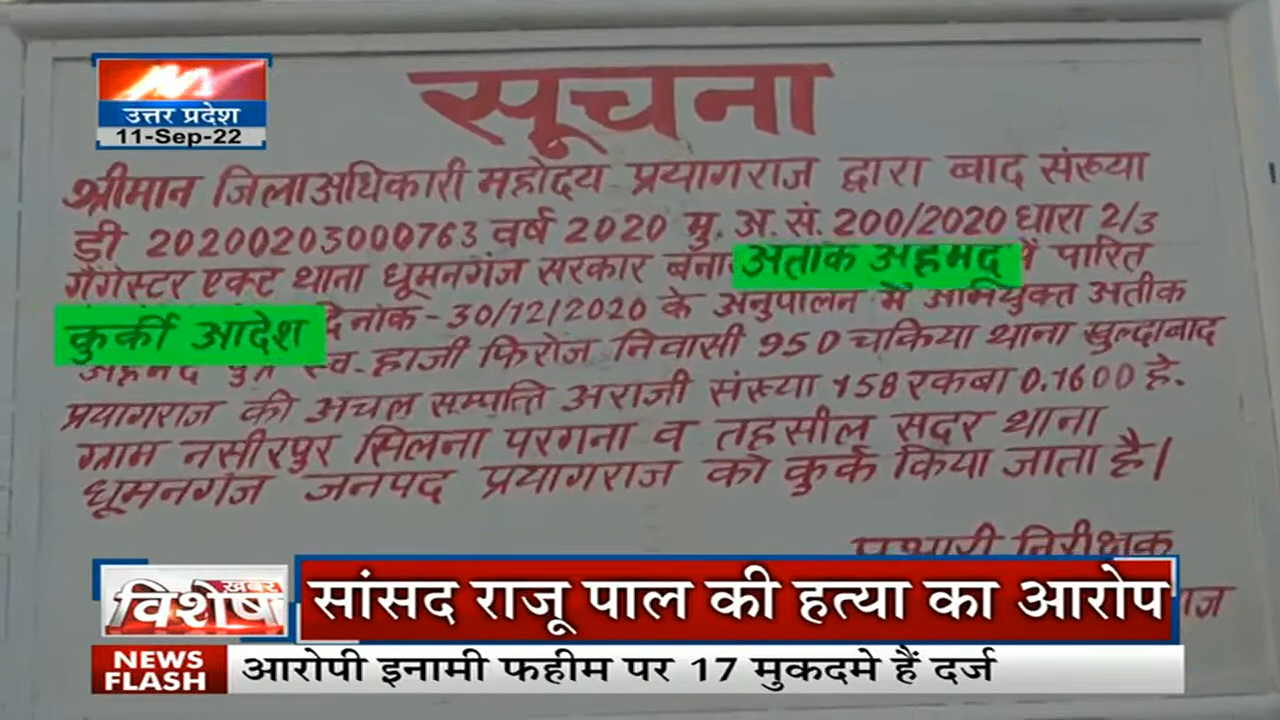 उत्तर प्रदेश
11-Sep-22
सूचना
श्रीमान जिलाअधिकारी महोदय प्रयागराज द्वारा बाद संख्या
डी 20200203000763 वर्ष 2020 मु. अ. सं. 200/2020 धारा 2/3
गैंगेस्टर एक्ट थाना धूमनगंज सरकार बनाम अताक अहमद में पारित
कुर्की आदेश दिनांक-30/12/2020 के अनुपालन में अभियुक्त अतीक
अहमद पुत्र स्व. हाजी फिरोज निवासी 95D चकिया थाना खुल्दाबाद
प्रयागराज की अचल सम्पत्ति अराजी संख्या 158 रकबा 0.1600 हे.
ग्राम नसीरपुर सिलना परगना व तहसील सदर थाना
धूमनगंज जनपद प्रयागराज को कुर्क किया जाता है।
प्रभारी निरीक्षक
खबर
विशेष
सांसद राजू पाल की हत्या का आरोप
NEWS
FLASH
आरोपी इनामी फहीम पर 17 मुकदमे हैं दर्ज